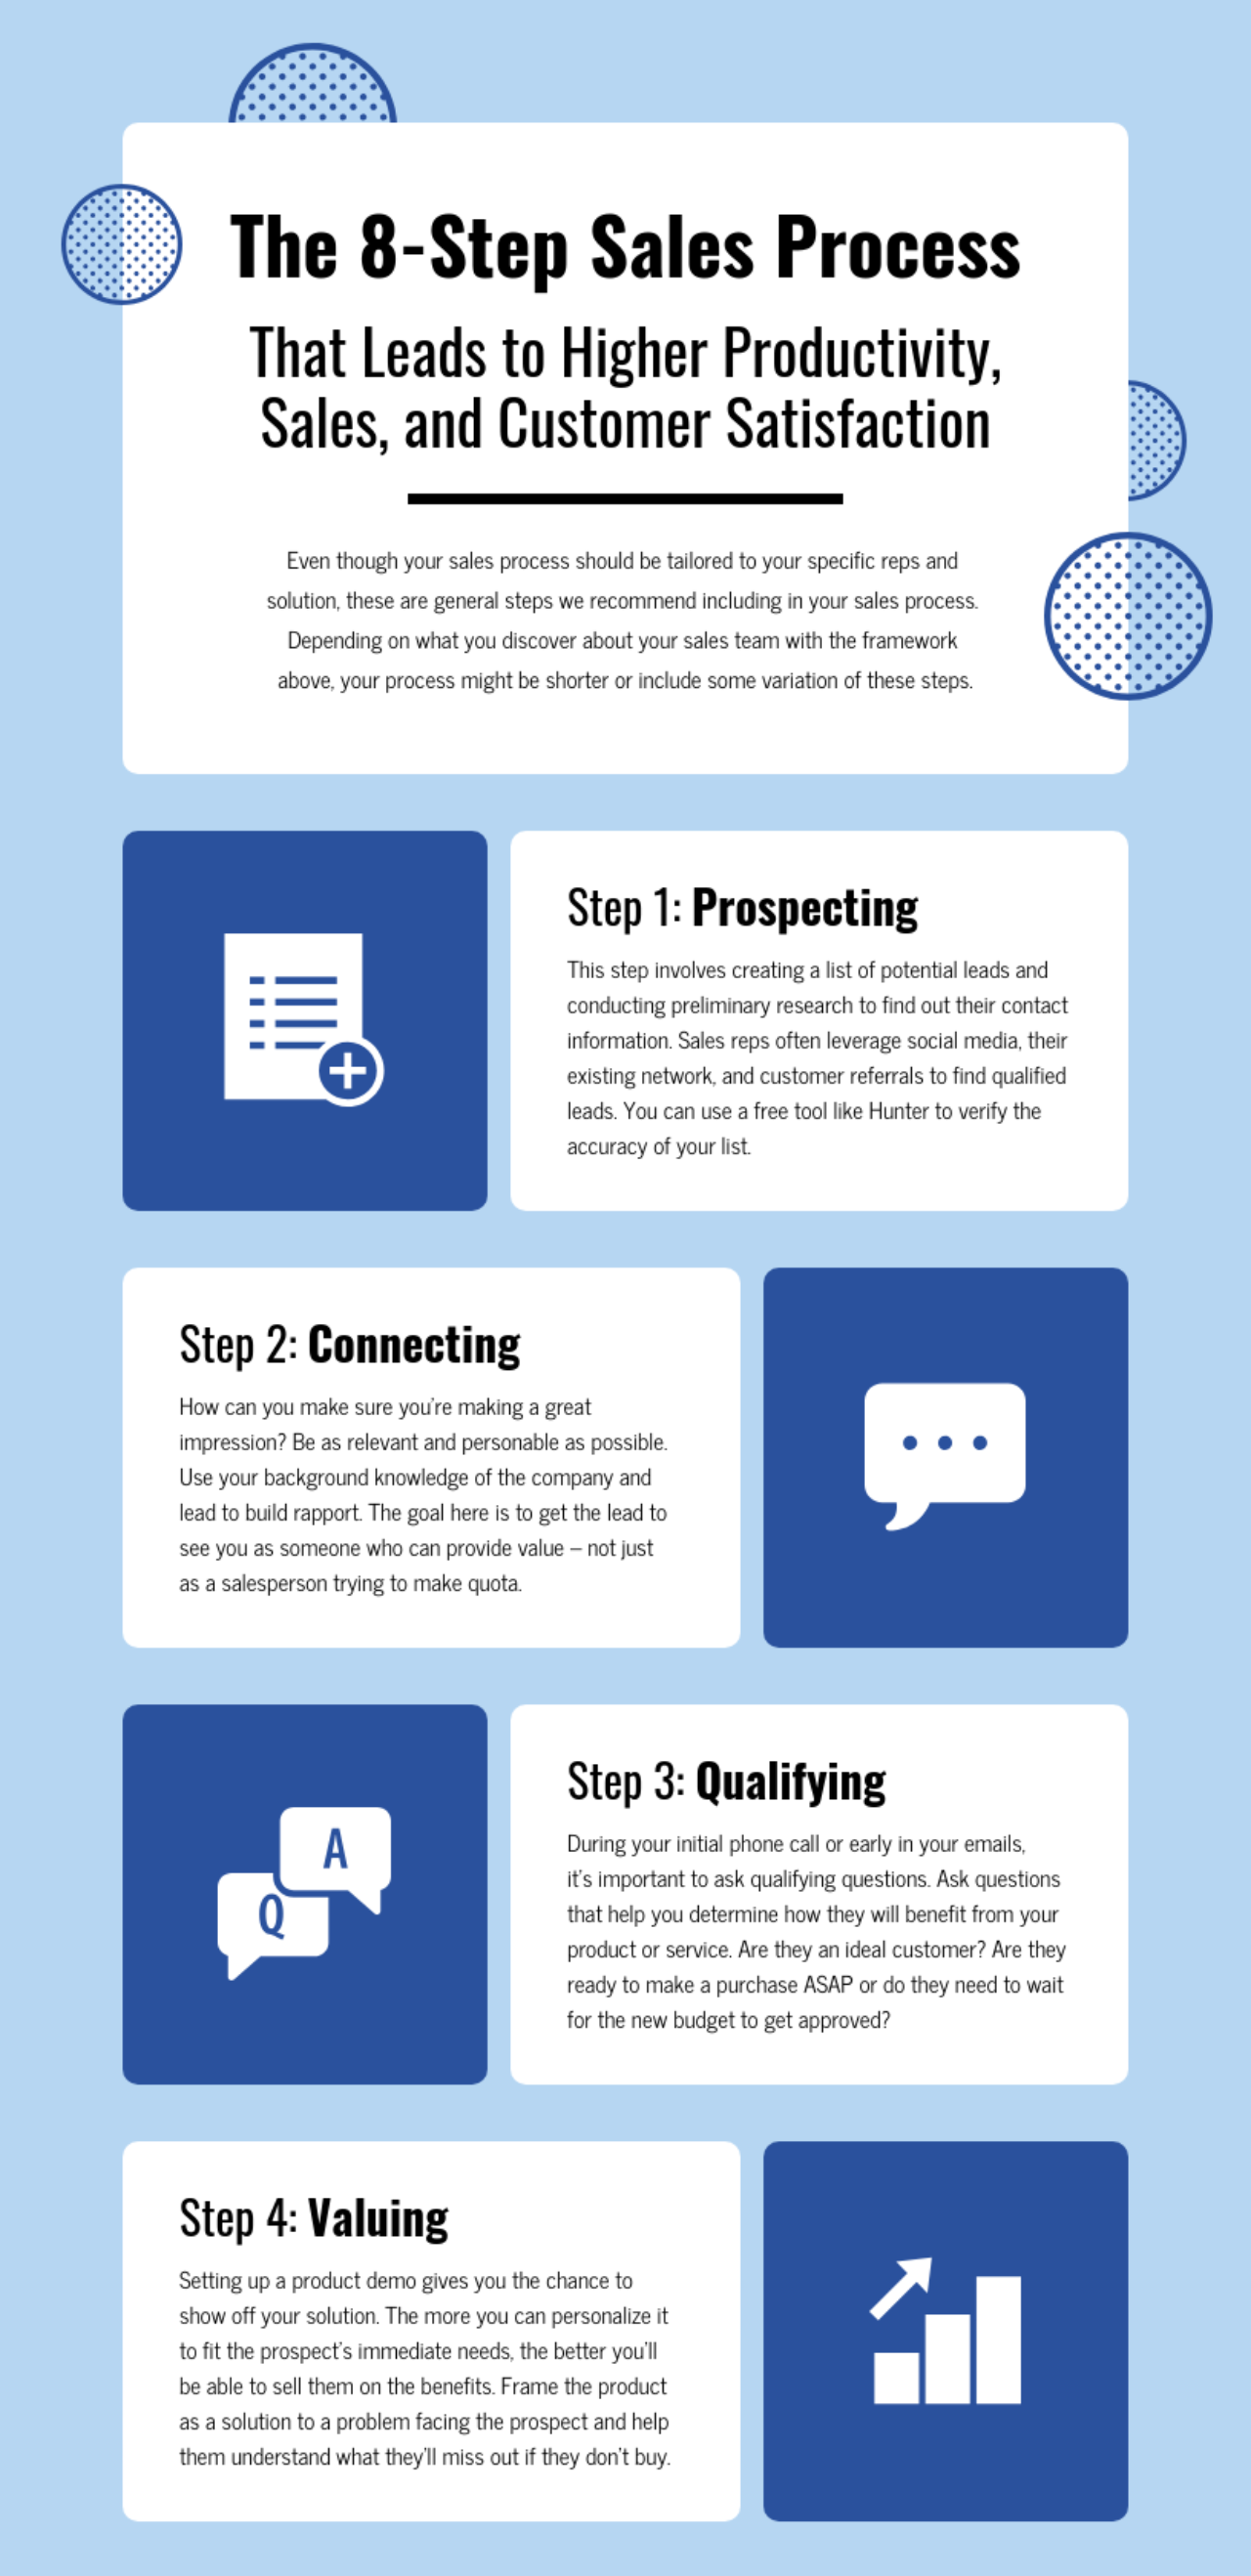 The 8-Step Sales Process
That Leads to Higher Productivity,
Sales, and Customer Satisfaction
Even though your sales process should be tailored to your specific reps and
solution, these are general steps we recommend including in your sales process.
Depending on what you discover about your sales team with the framework
above, your process might be shorter or include some variation of these steps.
Step 1: Prospecting
This step involves creating a list of potential leads and
conducting preliminary research to find out their contact
information. Sales reps often leverage social media, their
existing network, and customer referrals to find qualified
leads. You can use a free tool like Hunter to verify the
accuracy of your list.
Step 2: Connecting
How can you make sure you're making a great
impression? Be as relevant and personable as possible.
Use your background knowledge of the company and
lead to build rapport. The goal here is to get the lead to
see you as someone who can provide value – not just
as a salesperson trying to make quota.
A
Q
Step 3: Qualifying
During your initial phone call or early in your emails,
it's important to ask qualifying questions. Ask questions
that help you determine how they will benefit from your
product or service. Are they an ideal customer? Are they
ready to make a purchase ASAP or do they need to wait
for the new budget to get approved?
Step 4: Valuing
Setting up a product demo gives you the chance to
show off your solution. The more you can personalize it
to fit the prospect's immediate needs, the better you'll
be able to sell them on the benefits. Frame the product
as a solution to a problem facing the prospect and help
them understand what they'll miss out if they don't buy.